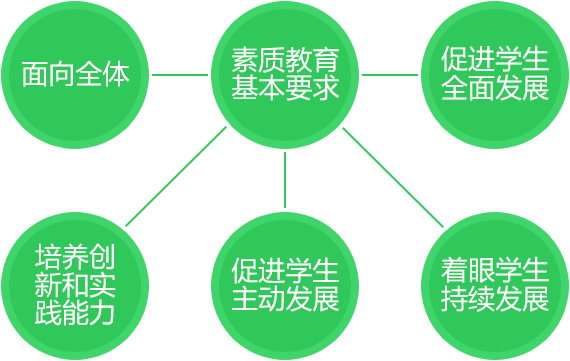 面向全体
素质教育
基本要求
促进学生
全面发展
培养创
新和实
践能力
促进学生
主动发展
着眼学生
持续发展